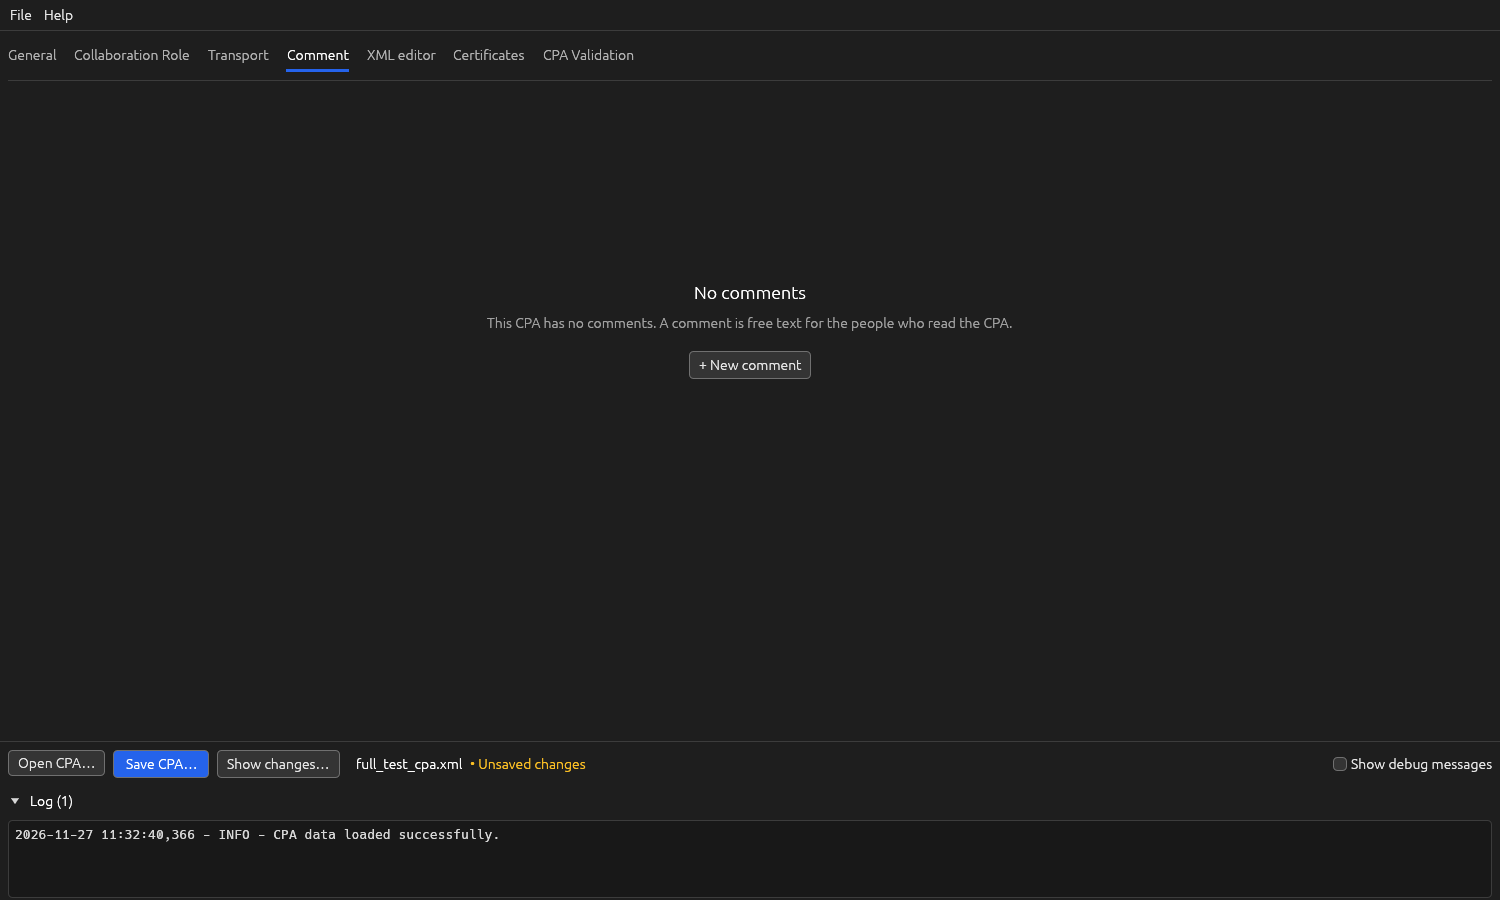 File Help
General Collaboration Role Transport Comment XML editor Certificates CPA Validation
No comments
This CPA has no comments. A comment is free text for the people who read the CPA.
+ New comment
Open CPA... Save CPA... Show changes... full_test_cpa.xml • Unsaved changes Show debug messages
Log (1)
2026-11-27 11:32:40,366 - INFO - CPA data loaded successfully.